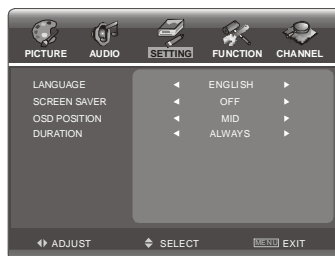 PICTURE AUDIO SETTING FUNCTION CHANNEL
LANGUAGE ENGLISH
SCREEN SAVER OFF
OSD POSITION MID
DURATION ALWAYS
ADJUST SELECT MENU EXIT